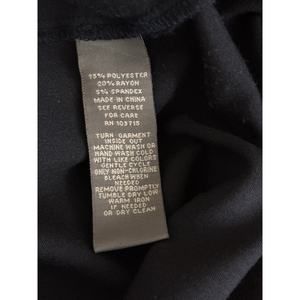 75% POLYESTER
20% RAYON
5% SPANDEX
MADE IN CHINA
SEE REVERSE
FOR CARE
RN 103715
TURN GARMENT
INSIDE OUT
MACHINE WASH OR
HAND WASH COLD
WITH LIKE COLORS
GENTLE CYCLE
ONLY NON-CHLORINE
BLEACH WHEN NEEDED
REMOVE PROMPTLY
TUMBLE DRY LOW
WARM IRON
IF NEEDED
OR DRY CLEAN